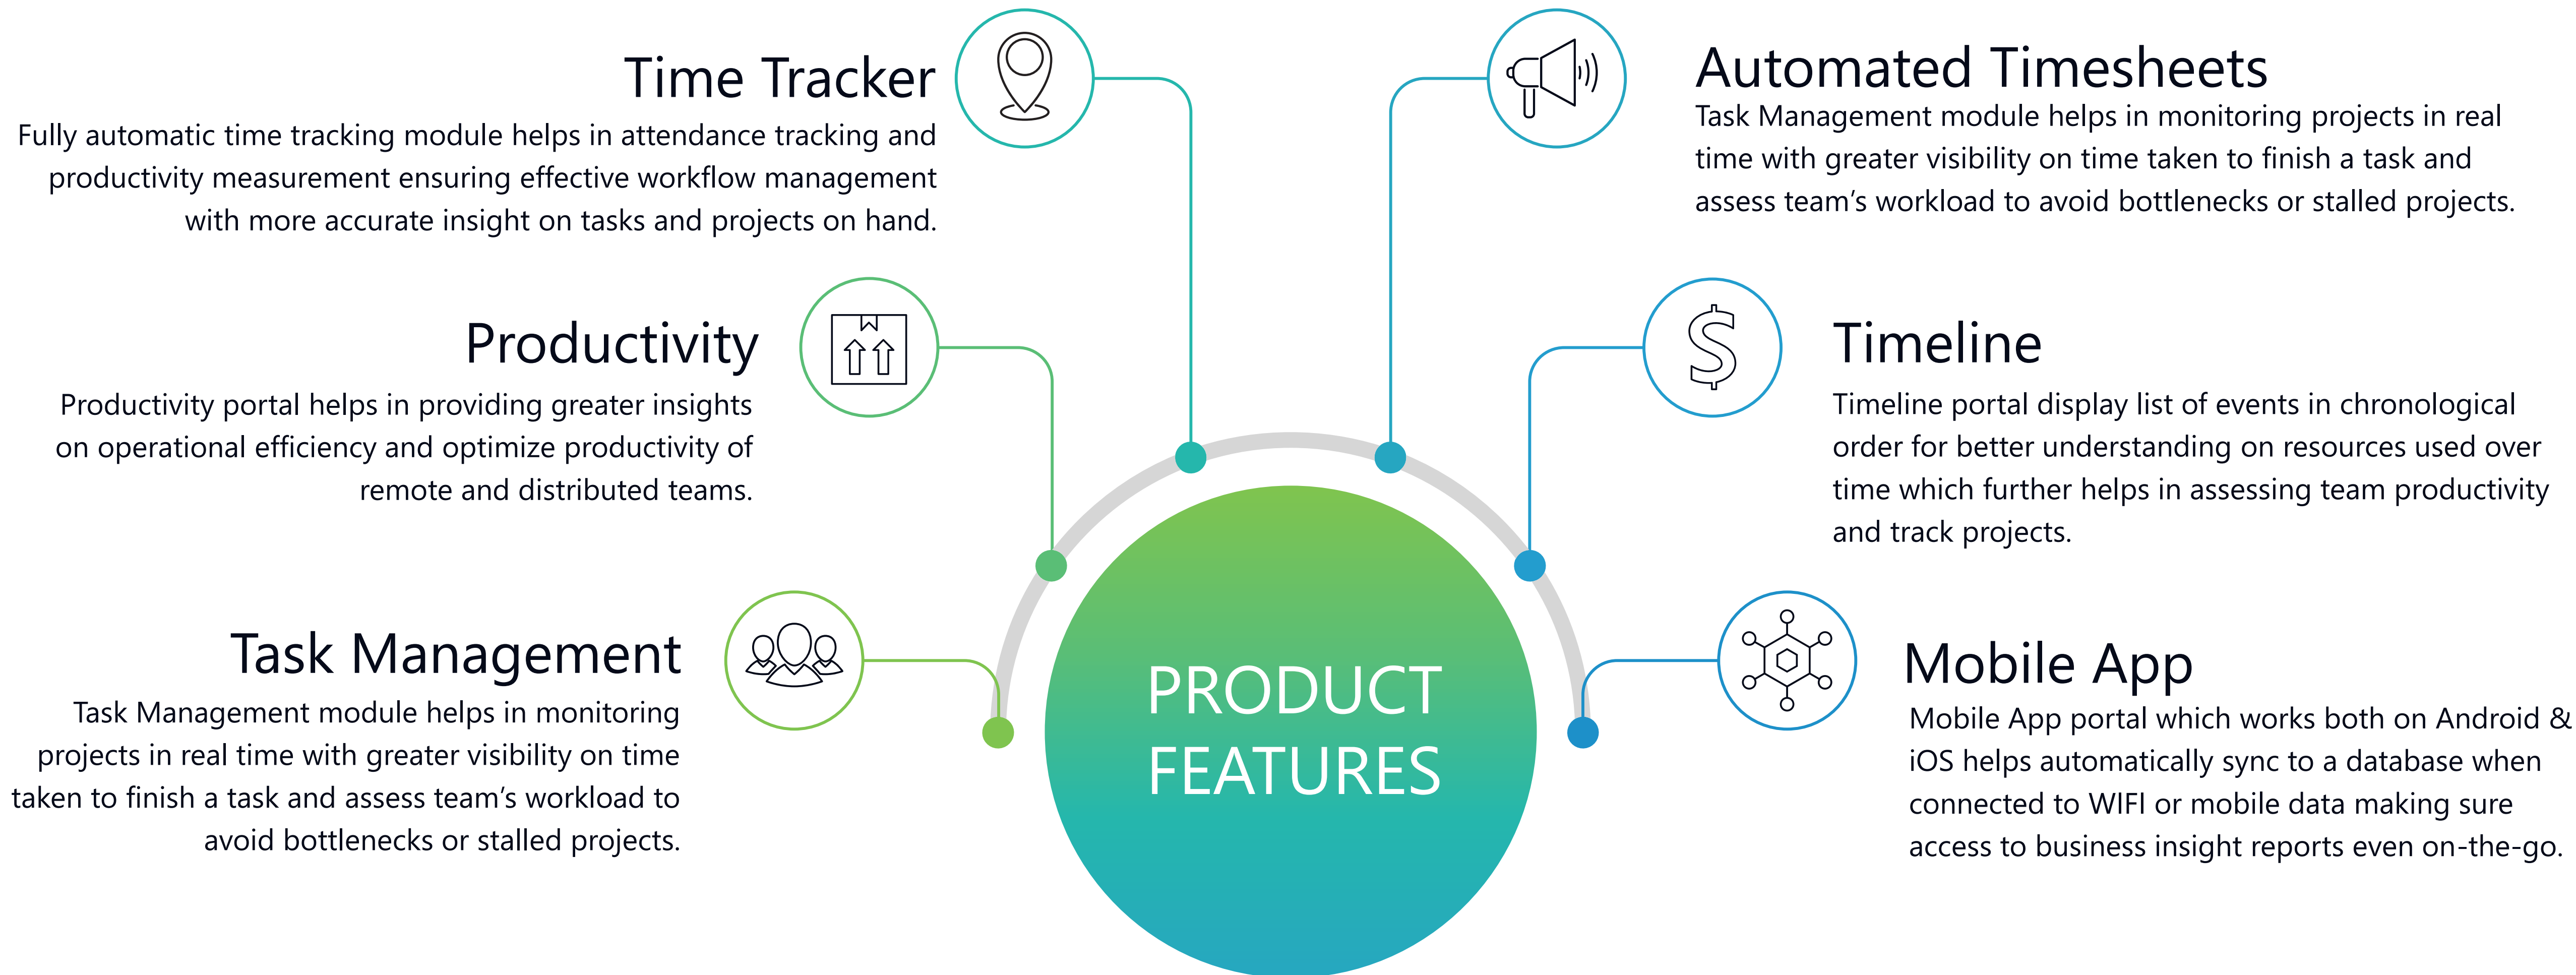 Time Tracker
Fully automatic time tracking module helps in attendance tracking and
productivity measurement ensuring effective workflow management
with more accurate insight on tasks and projects on hand.
Productivity
Productivity portal helps in providing greater insights
on operational efficiency and optimize productivity of
remote and distributed teams.
Task Management
Task Management module helps in monitoring
projects in real time with greater visibility on time
taken to finish a task and assess team’s workload to
avoid bottlenecks or stalled projects.
PRODUCT
FEATURES
Automated Timesheets
Task Management module helps in monitoring projects in real
time with greater visibility on time taken to finish a task and
assess team’s workload to avoid bottlenecks or stalled projects.
Timeline
Timeline portal display list of events in chronological
order for better understanding on resources used over
time which further helps in assessing team productivity
and track projects.
Mobile App
Mobile App portal which works both on Android &
iOS helps automatically sync to a database when
connected to WIFI or mobile data making sure
access to business insight reports even on-the-go.